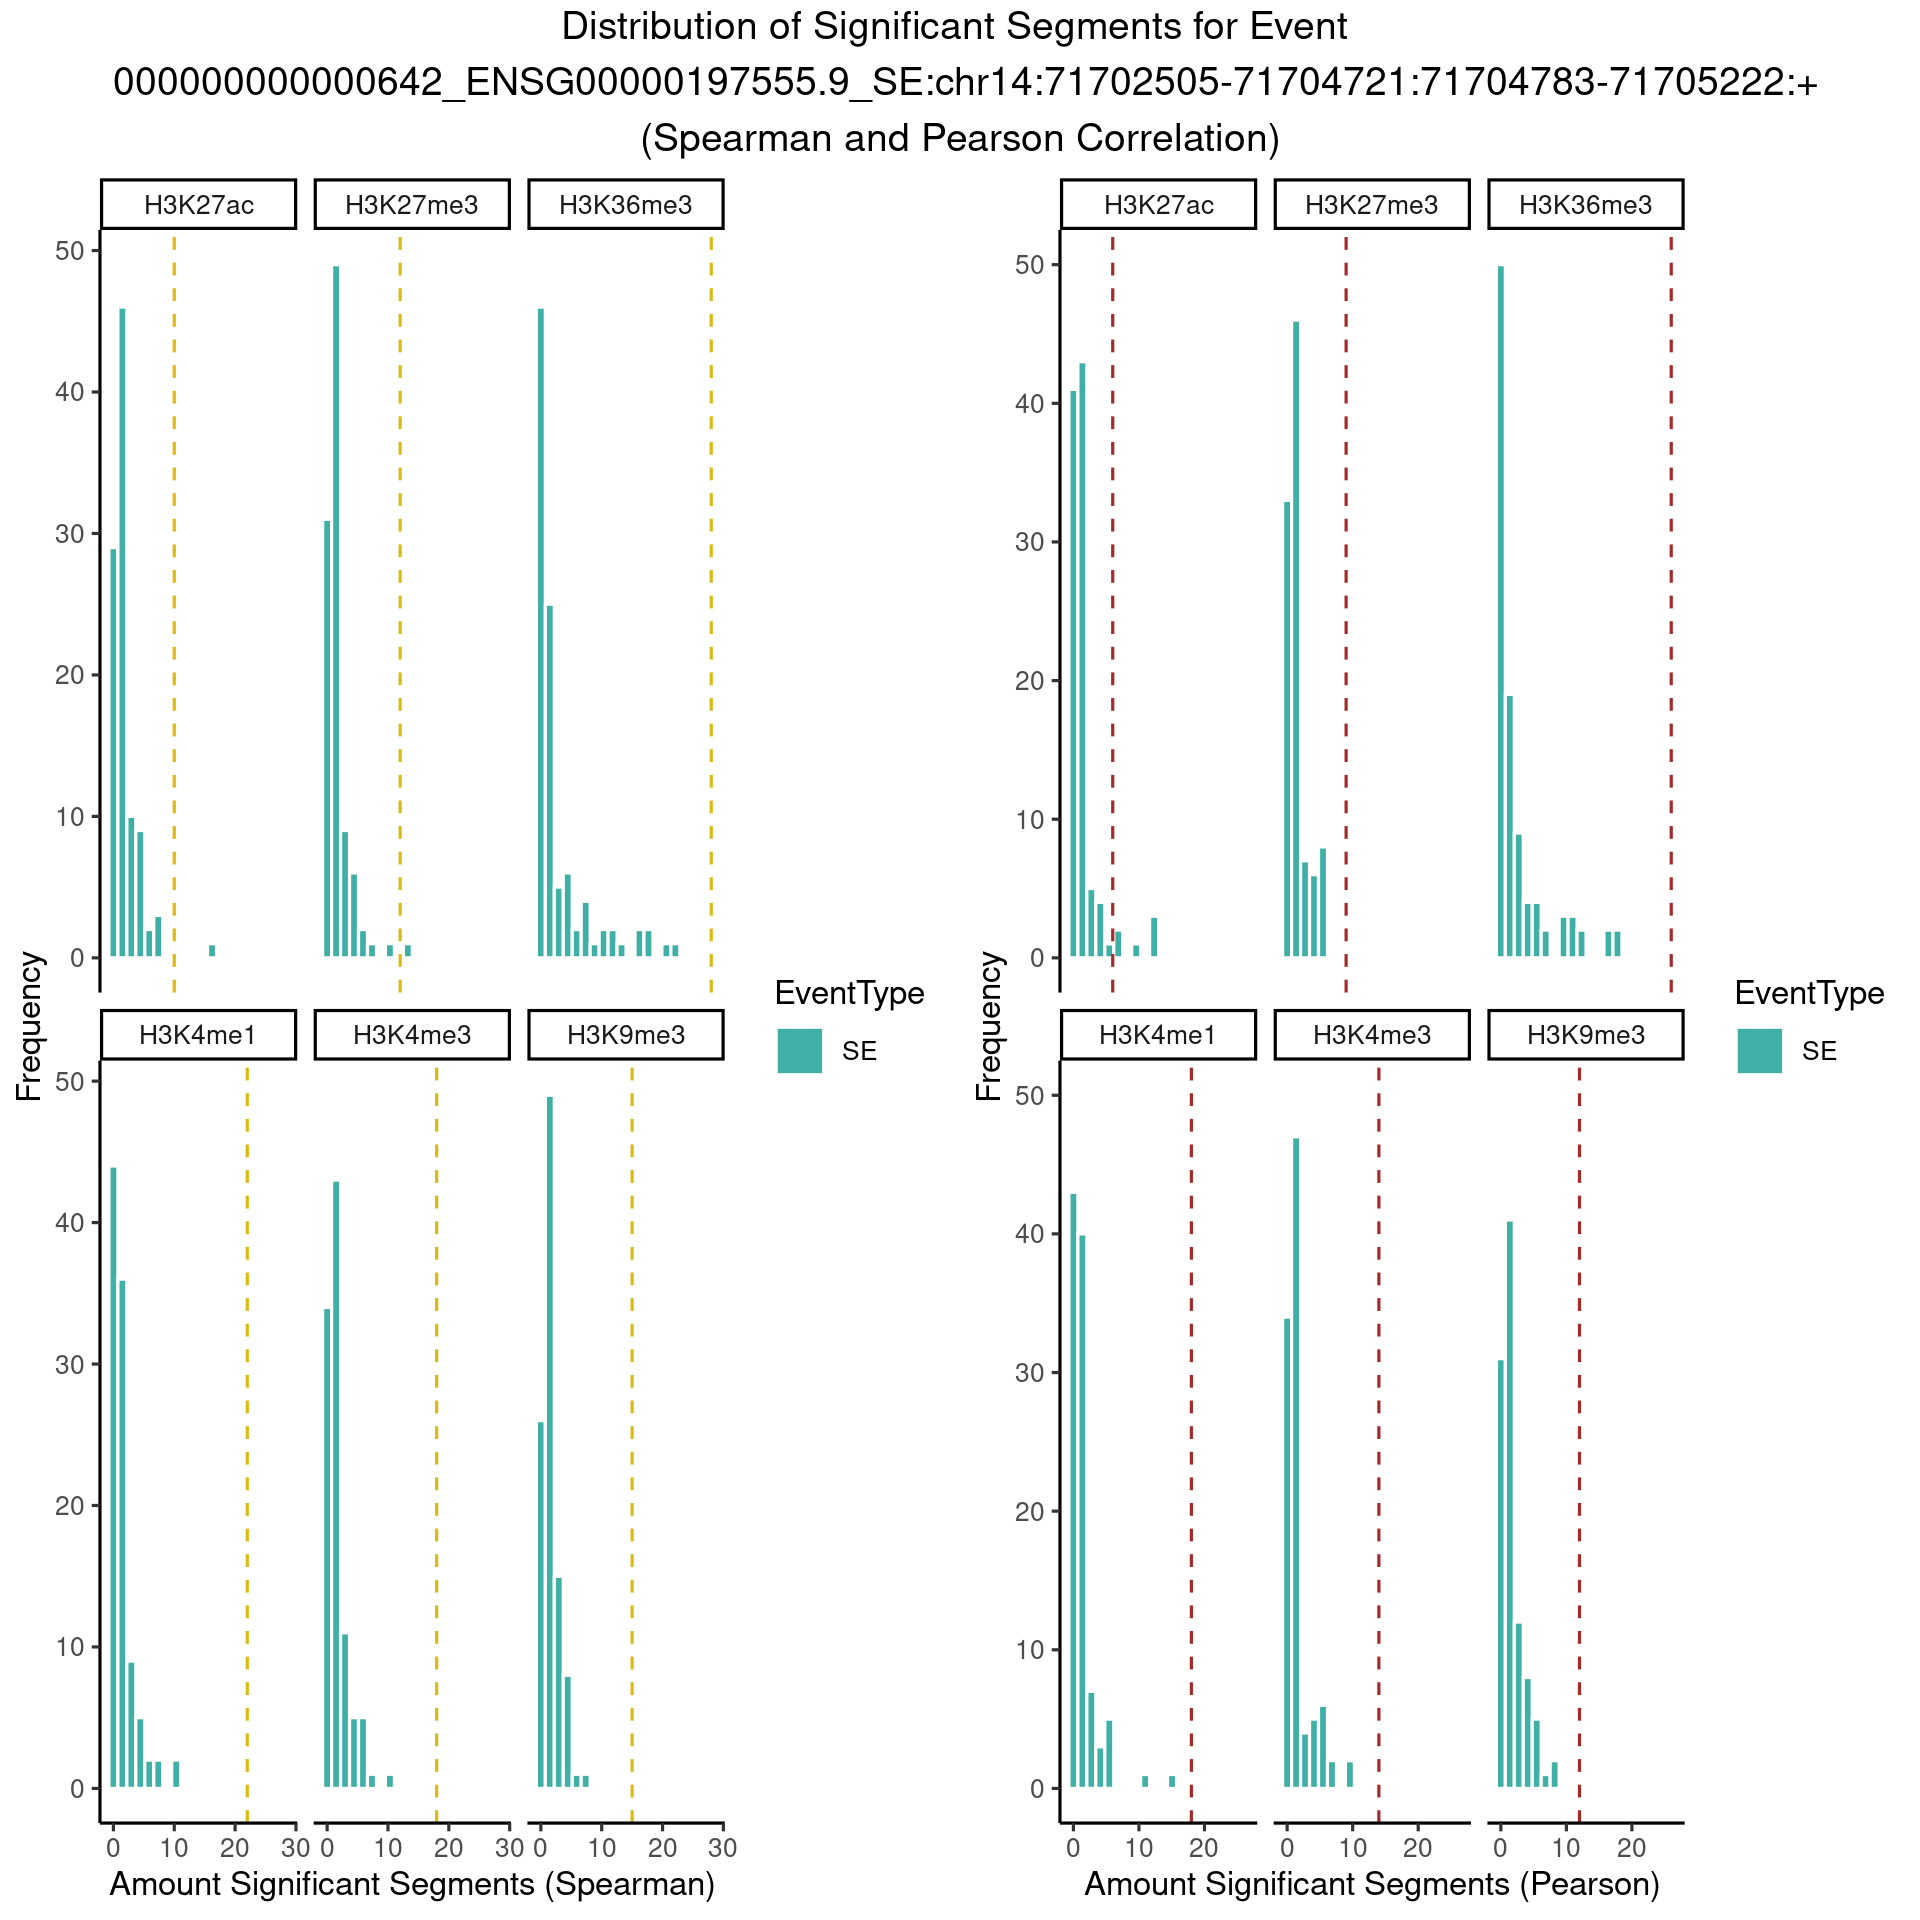 Distribution of Significant Segments for Event
000000000000642_ENSG00000197555.9_SE:chr14:71702505-71704721:71704783-71705222:+
(Spearman and Pearson Correlation)
H3K27ac H3K27me3 H3K36me3
50
40
30
20
10
0
H3K4me1 H3K4me3 H3K9me3
50
40
30
20
10
0
0 10 20 30 0 10 20 30 0 10 20 30
Frequency
Amount Significant Segments (Spearman)
EventType
SE
H3K27ac H3K27me3 H3K36me3
50
40
30
20
10
0
H3K4me1 H3K4me3 H3K9me3
50
40
30
20
10
0
0 10 20 0 10 20 0 10 20
Frequency
Amount Significant Segments (Pearson)
EventType
SE